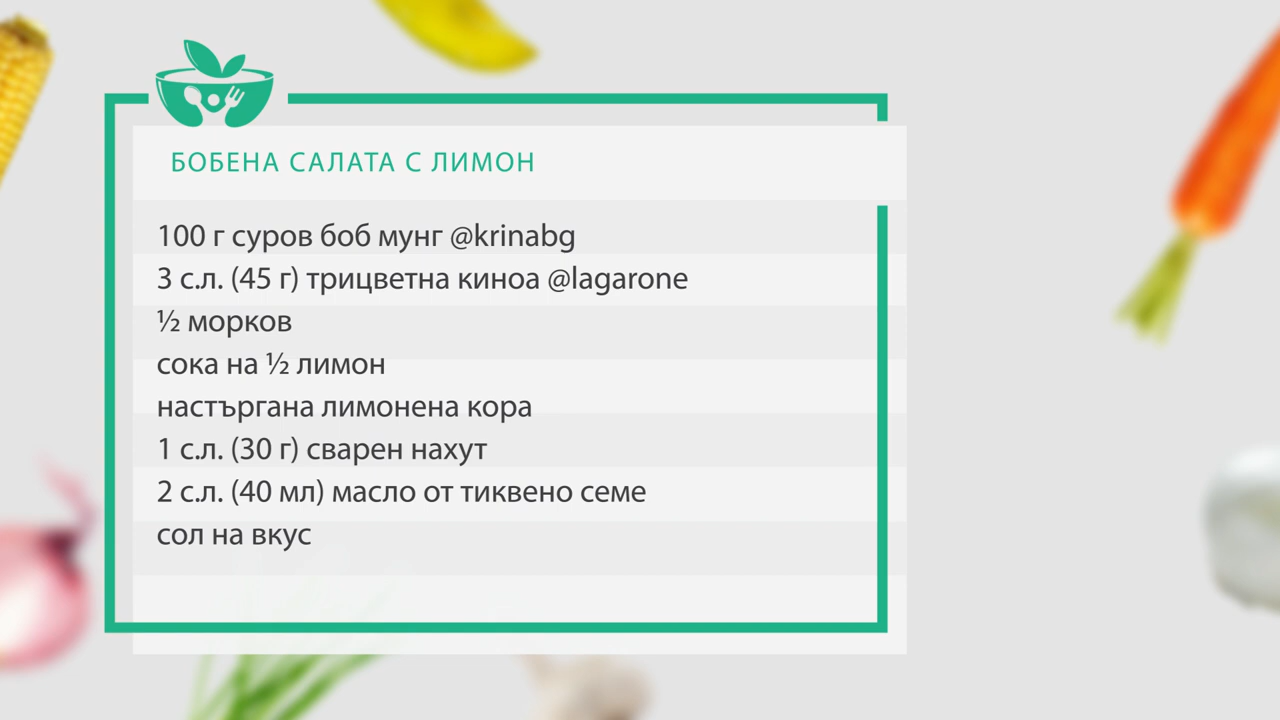 БОБЕНА САЛАТА С ЛИМОН
100 г суров боб мунг @krinabg
3 с.л. (45 г) трицветна киноа @lagarone
½ морков
сока на ½ лимон
настъргана лимонена кора
1 с.л. (30 г) сварен нахут
2 с.л. (40 мл) масло от тиквено семе
сол на вкус